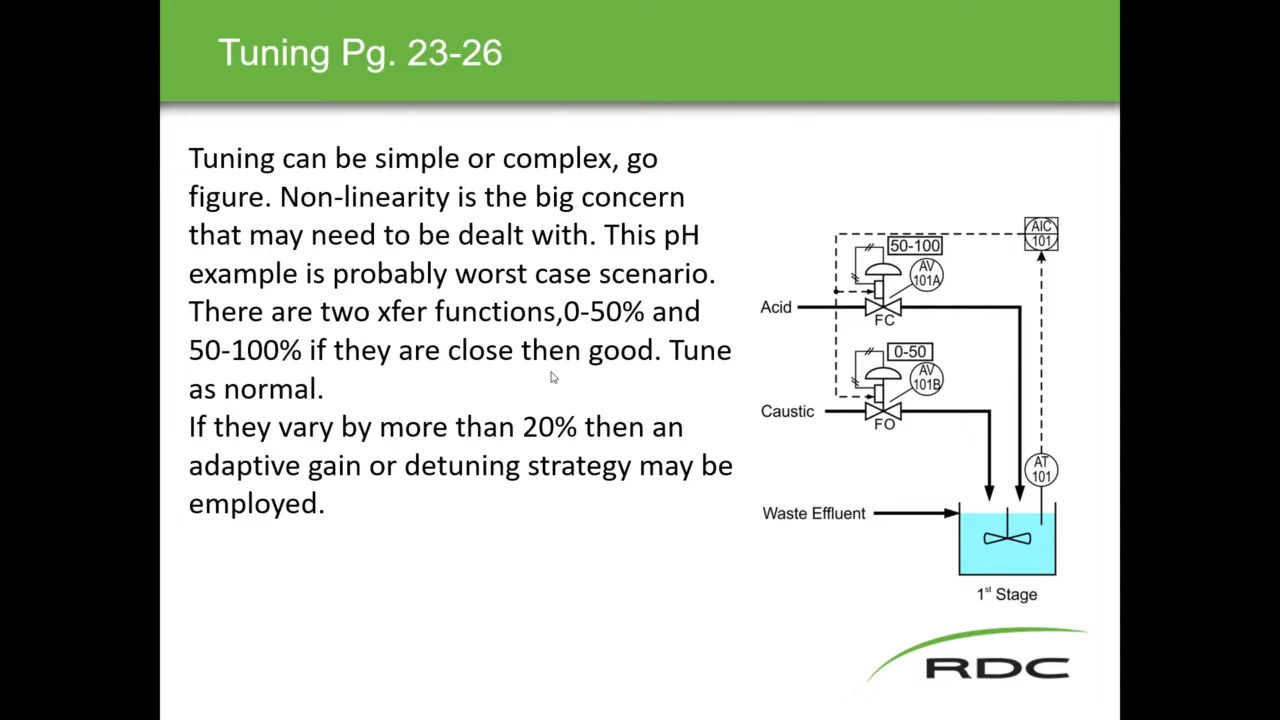 Tuning Pg. 23-26
Tuning can be simple or complex, go
figure. Non-linearity is the big concern
that may need to be dealt with. This pH
example is probably worst case scenario.
There are two xfer functions,0-50% and
50-100% if they are close then good. Tune
as normal.
If they vary by more than 20% then an
adaptive gain or detuning strategy may be
employed.
AIC
101
50-100
AV
101A
Acid
FC
0-50
AV
101B
Caustic
FO
AT
101
Waste Effluent
1st Stage
RDC